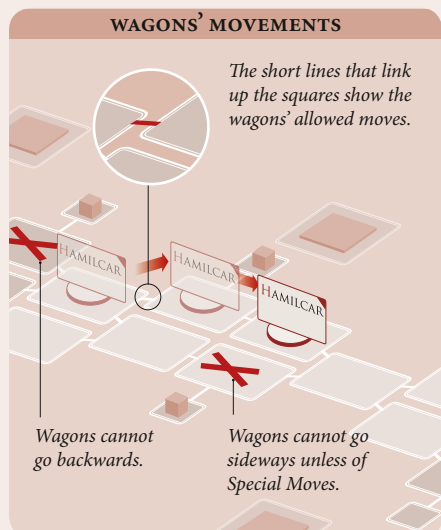 WAGONS’ MOVEMENTS
The short lines that link
up the squares show the
wagons’ allowed moves.
HAMILCAR
HAMILCAR
HAMILCAR
Wagons cannot
go backwards.
Wagons cannot go
sideways unless of
Special Moves.